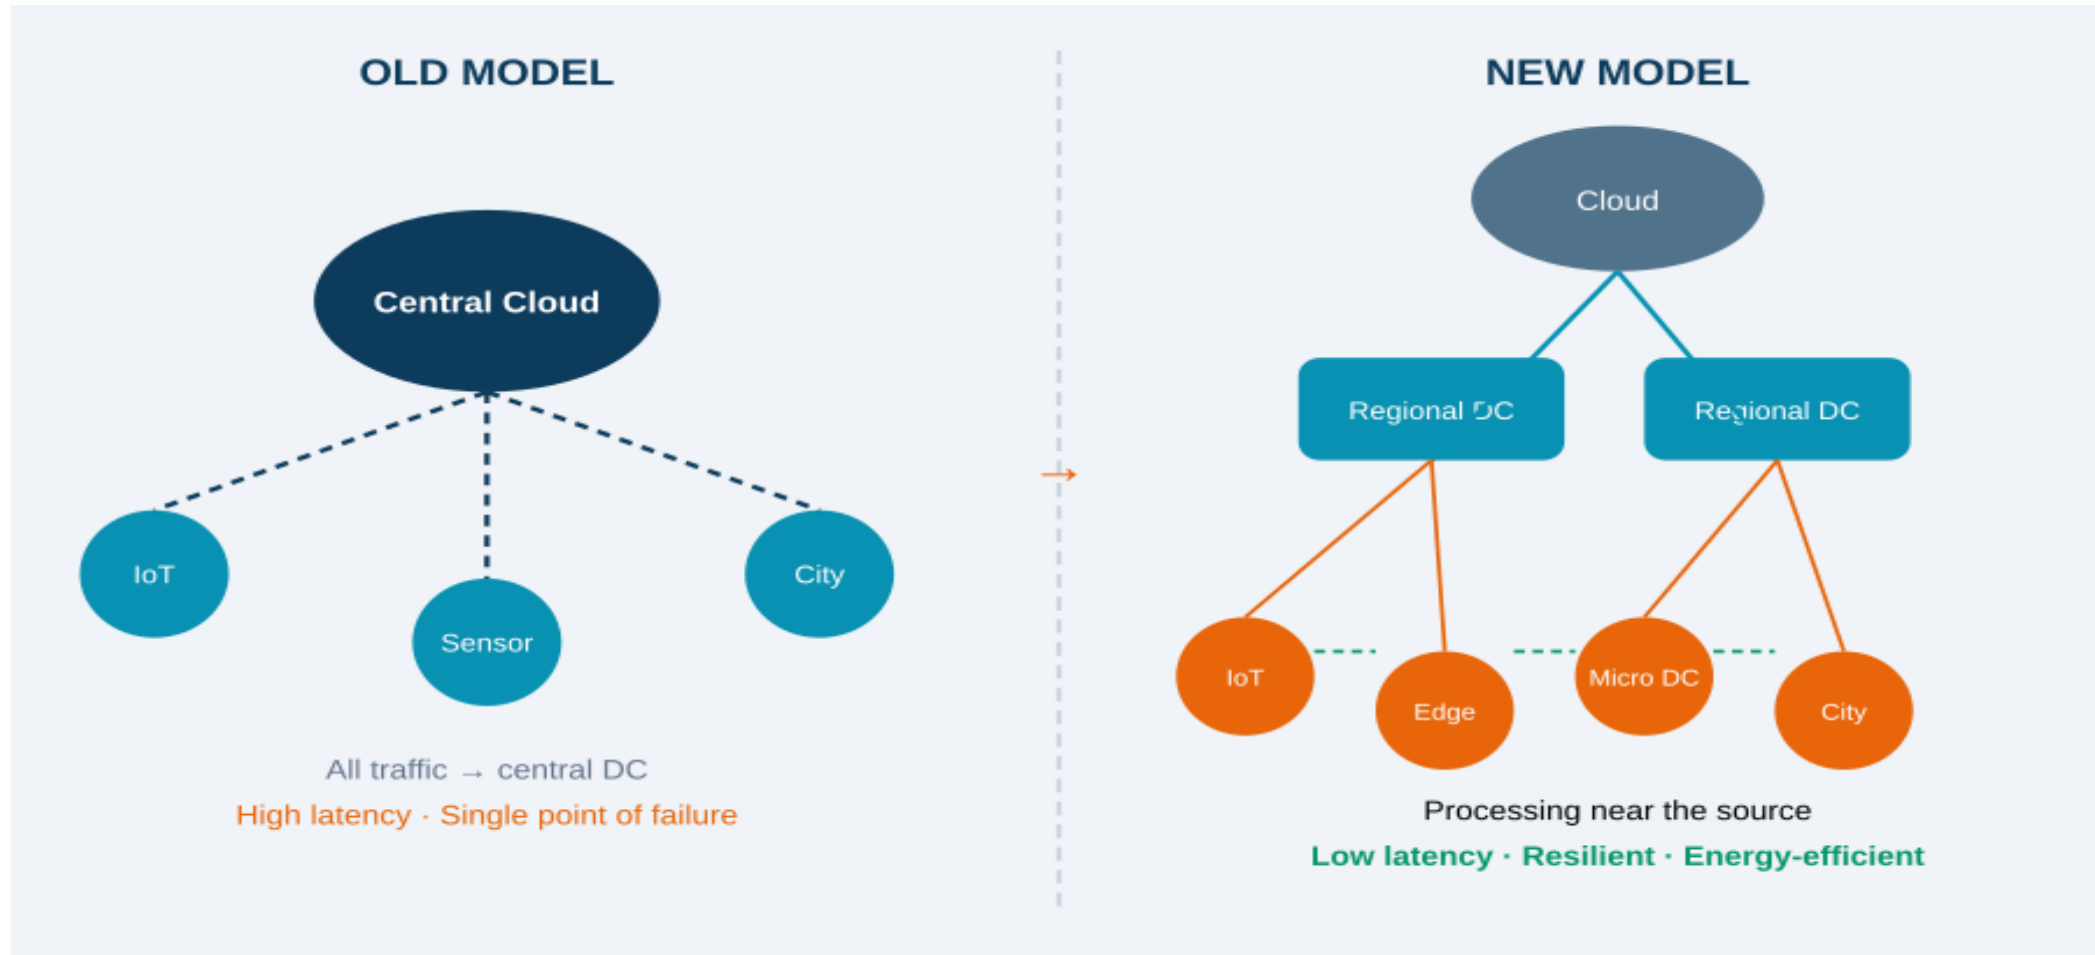 OLD MODEL
Central Cloud
IoT
Sensor
City
All traffic → central DC
High latency · Single point of failure
→
NEW MODEL
Cloud
Regional DC
Regional DC
IoT
Edge
Micro DC
City
Processing near the source
Low latency · Resilient · Energy-efficient